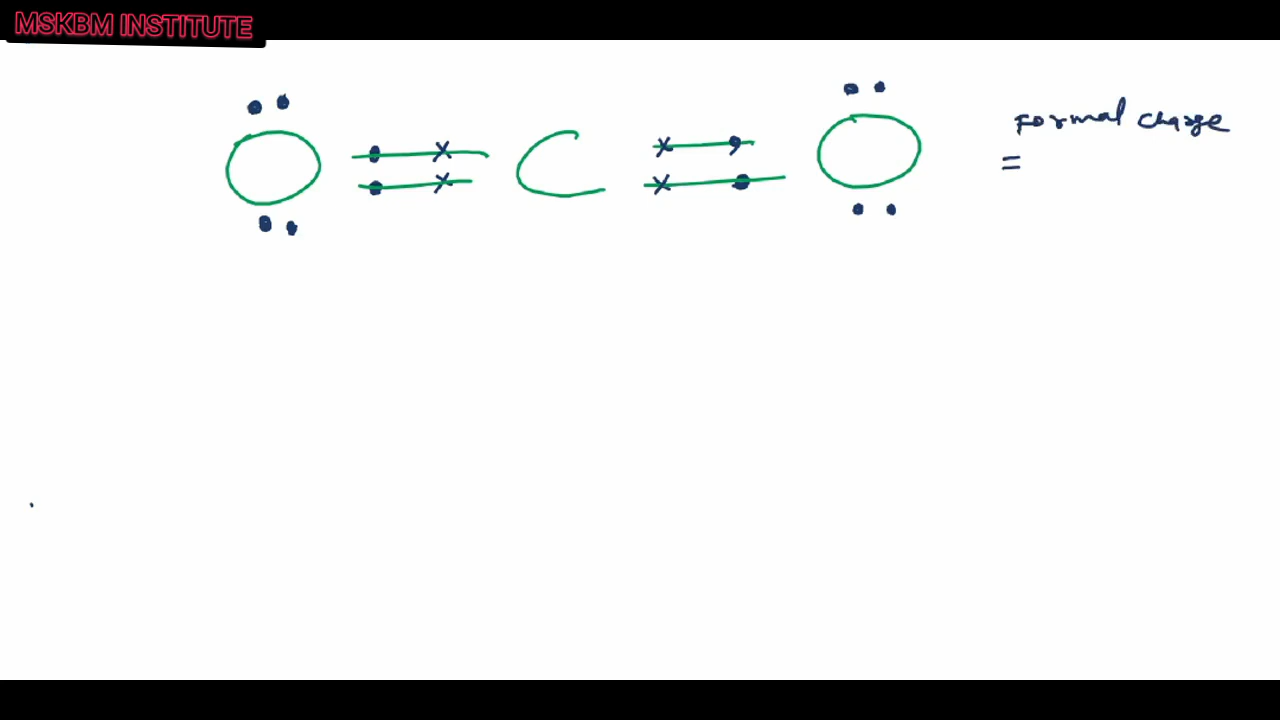 MSKBM INSTITUTE
O = C = O
Formal charge
=